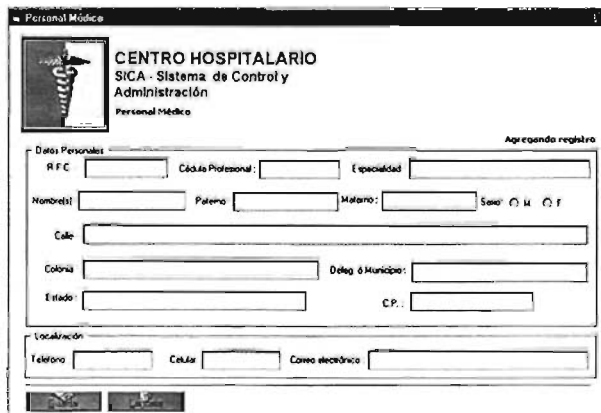 Personal Médico
CENTRO HOSPITALARIO
SICA - Sistema de Control y
Administración
Personal Médico
Agregando registro
Datos Personales
R.F.C. Cédula Profesional: Especialidad
Nombre(s) Paterno Materno: Sexo: M F
Calle
Colonia Deleg. ó Municipio:
Estado: C.P.:
Localización
Teléfono Celular Correo electrónico